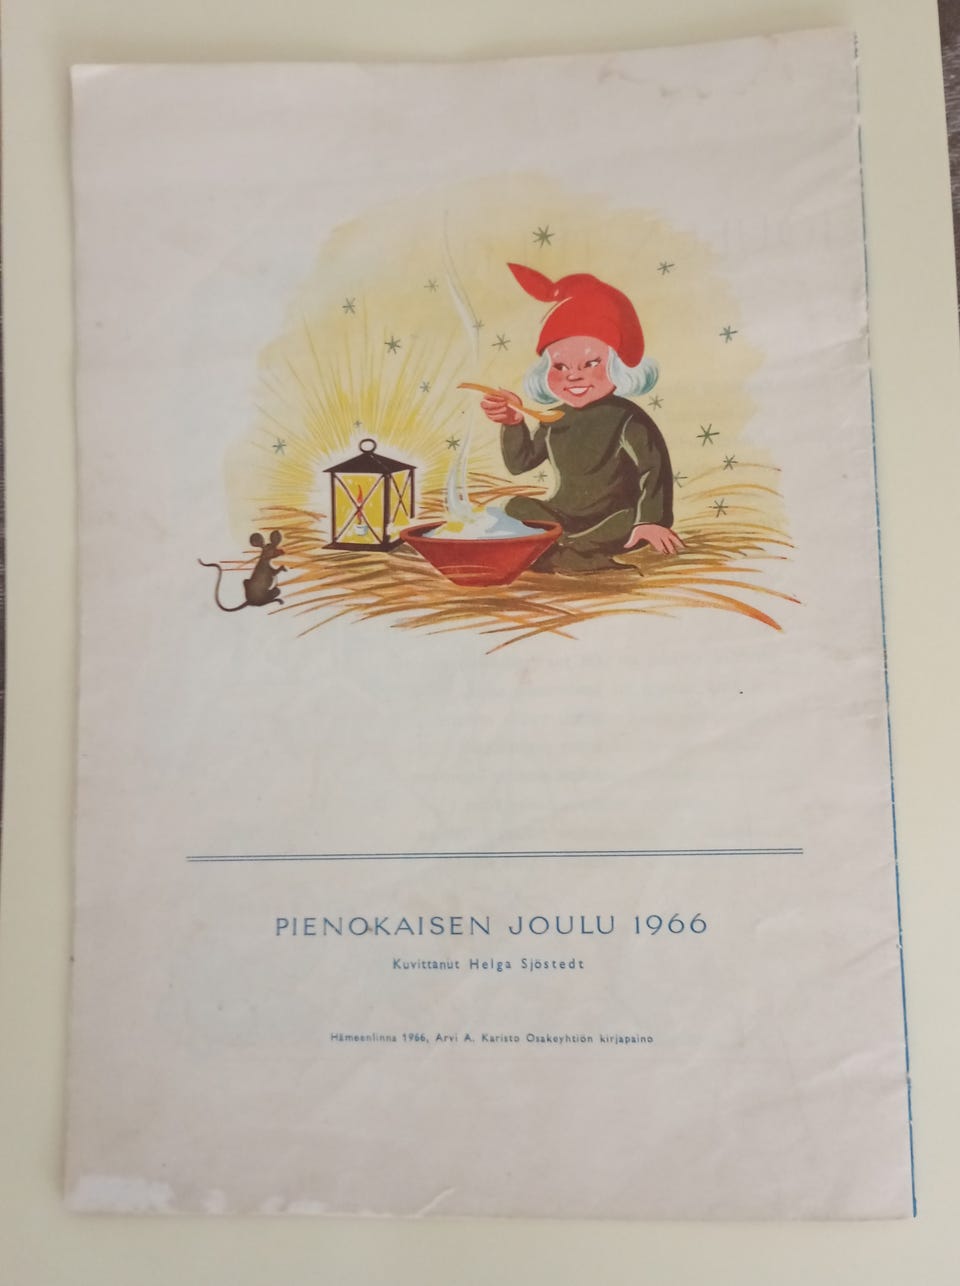 PIENOKAISEN JOULU 1966
Kuvittanut Helga Sjöstedt
Hämeenlinna 1966, Arvi A. Karisto Osakeyhtiön kirjapaino